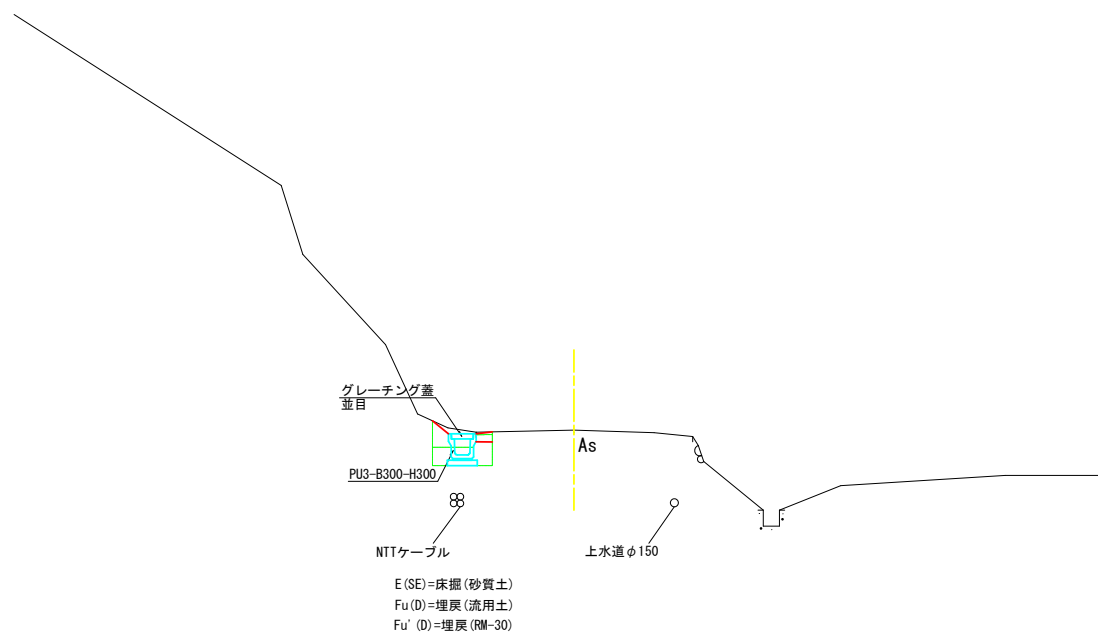 グレーチング蓋
並目
As
PU3-B300-H300
NTTケーブル
上水道φ150
E(SE)=床掘(砂質土)
Fu(D)=埋戻(流用土)
Fu'(D)=埋戻(RM-30)